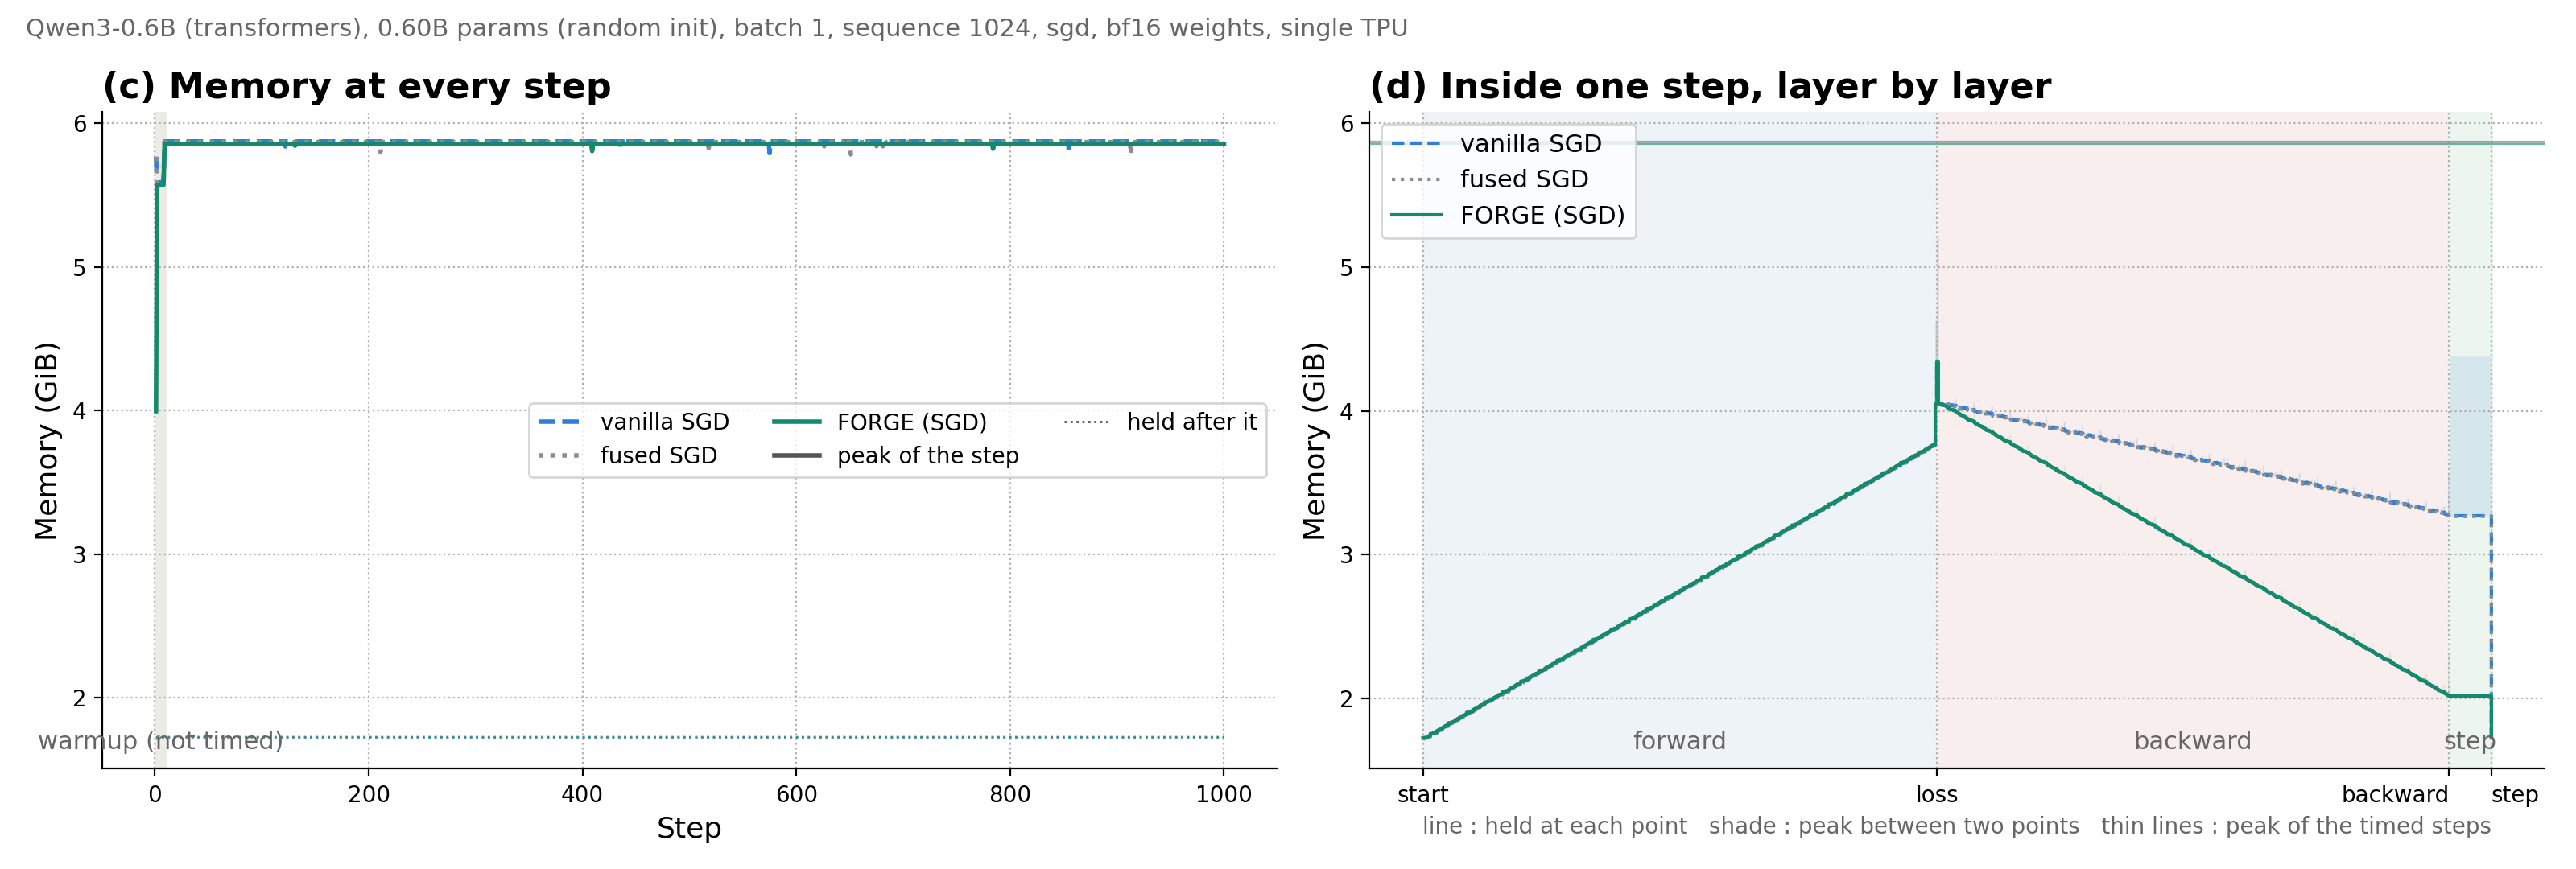 Qwen3-0.6B (transformers), 0.60B params (random init), batch 1, sequence 1024, sgd, bf16 weights, single TPU
(c) Memory at every step
Memory (GiB)
6
5
4
3
2
vanilla SGD
fused SGD
FORGE (SGD)
peak of the step
held after it
warmup (not timed)
0
200
400
600
800
1000
Step
(d) Inside one step, layer by layer
Memory (GiB)
6
5
4
3
2
vanilla SGD
fused SGD
FORGE (SGD)
forward
backward
step
start
loss
backward
step
line : held at each point   shade : peak between two points   thin lines : peak of the timed steps